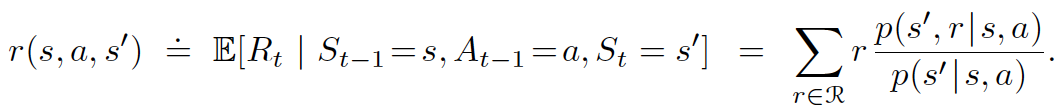 r(s, a, s′) ≐ 𝔼[R_t | S_{t−1}=s, A_{t−1}=a, S_t = s′] = ∑_{r∈ℛ} r p(s′, r | s, a) / p(s′ | s, a).